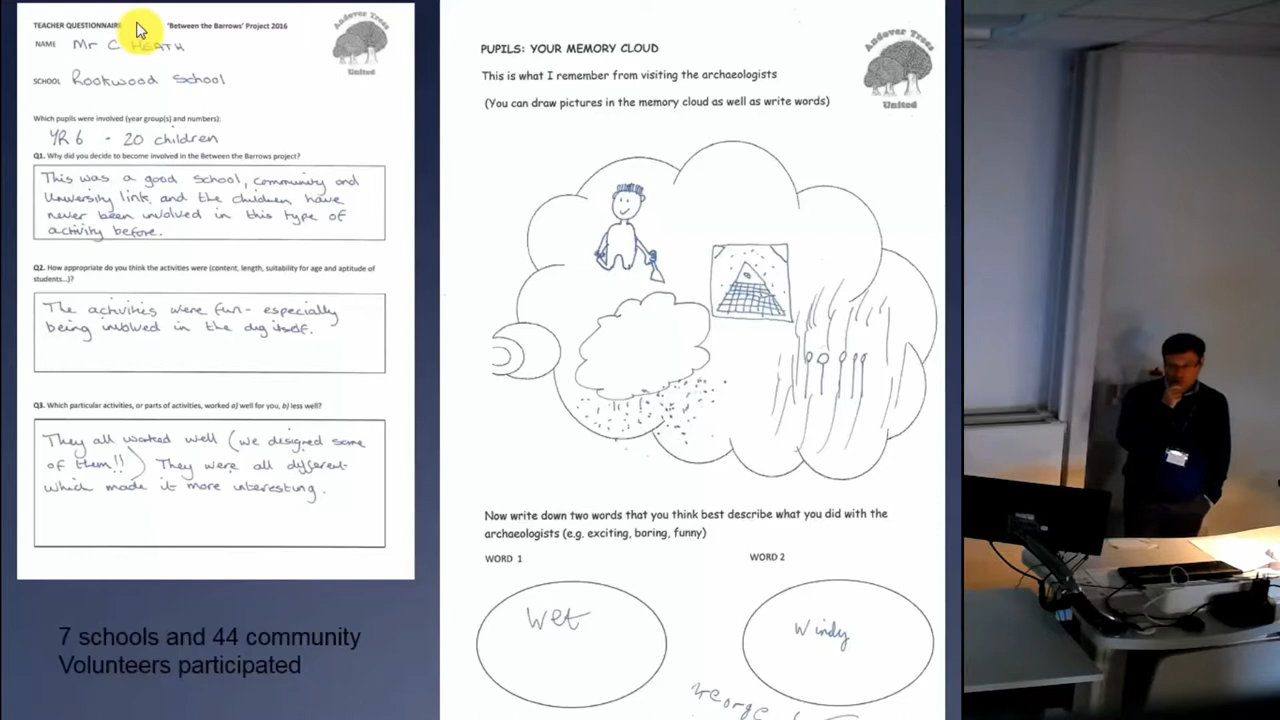 TEACHER QUESTIONNAIRE 'Between the Barrows' Project 2016
NAME Mr C HEATH
SCHOOL Rookwood School
Which pupils were involved (year group(s) and numbers):
YR 6 - 20 children
Q1. Why did you decide to become involved in the Between the Barrows project?
This was a good school, community and
University link, and the children have
never been involved in this type of
activity before.
Q2. How appropriate do you think the activities were (content, length, suitability for age and aptitude of
students...)?
The activities were fun - especially
being involved in the dig itself.
Q3. Which particular activities, or parts of activities, worked a) well for you, b) less well?
They all worked well (we designed some
of them!!) They were all different
which made it more interesting.
7 schools and 44 community
Volunteers participated
Andover Trees
United
PUPILS: YOUR MEMORY CLOUD
This is what I remember from visiting the archaeologists
(You can draw pictures in the memory cloud as well as write words)
Andover Trees
United
Now write down two words that you think best describe what you did with the
archaeologists (e.g. exciting, boring, funny)
WORD 1 WORD 2
Wet Windy
George